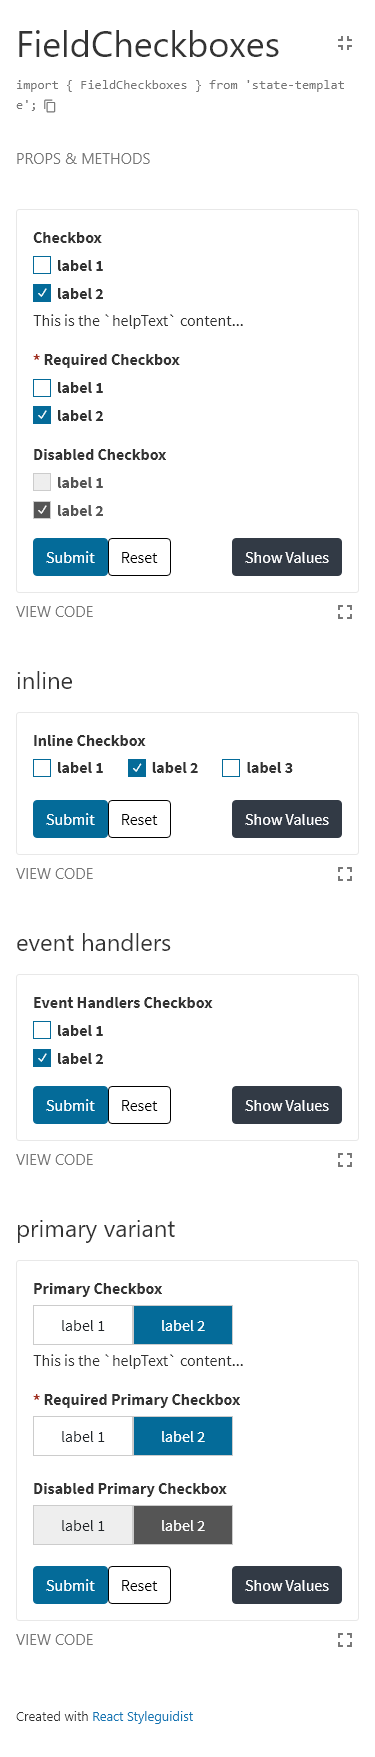 FieldCheckboxes
import { FieldCheckboxes } from 'state-templat
e';
PROPS & METHODS
Checkbox
label 1
label 2
This is the `helpText` content...
* Required Checkbox
label 1
label 2
Disabled Checkbox
label 1
label 2
Submit Reset Show Values
VIEW CODE
inline
Inline Checkbox
label 1 label 2 label 3
Submit Reset Show Values
VIEW CODE
event handlers
Event Handlers Checkbox
label 1
label 2
Submit Reset Show Values
VIEW CODE
primary variant
Primary Checkbox
label 1 label 2
This is the `helpText` content...
* Required Primary Checkbox
label 1 label 2
Disabled Primary Checkbox
label 1 label 2
Submit Reset Show Values
VIEW CODE
Created with React Styleguidist